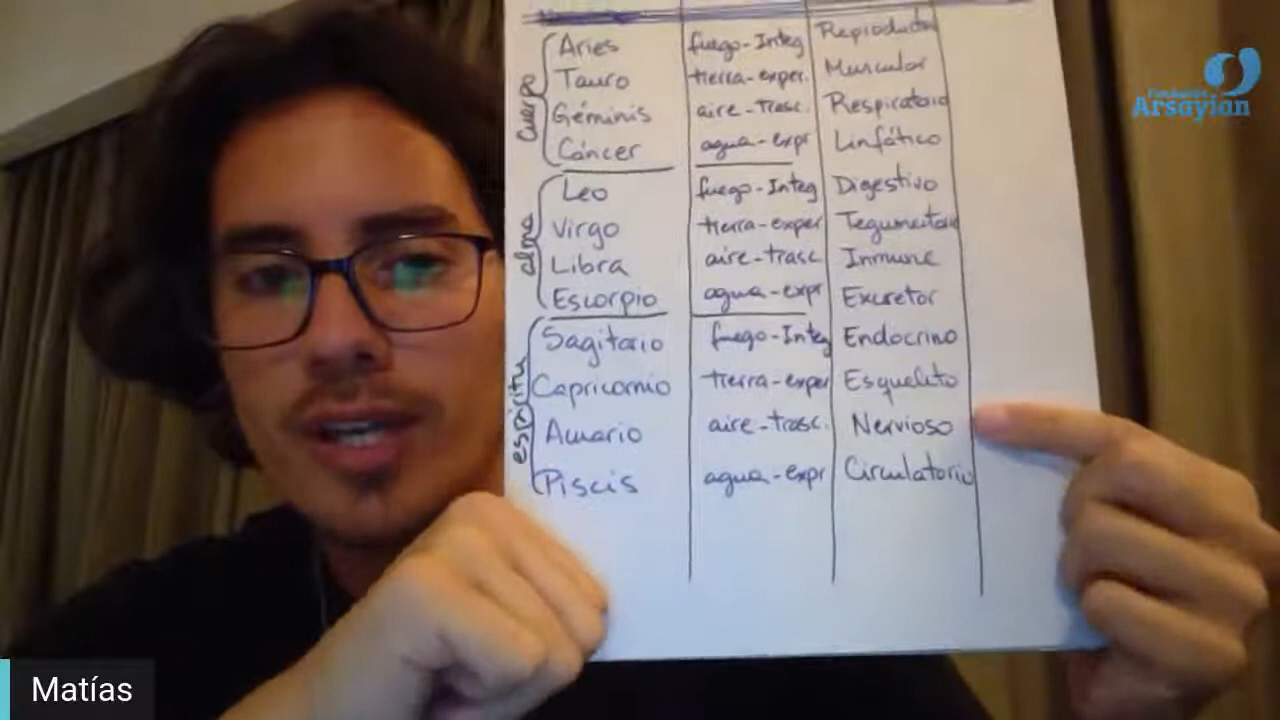 Aries fuego-Integ Reproductor
Tauro tierra-exper. Muscular
Géminis aire-trasc. Respiratorio
Cáncer agua-expr Linfático
cuerpo
Leo fuego-Integ Digestivo
Virgo tierra-exper Tegumentario
Libra aire-trasc Inmune
Escorpio agua-expr Excretor
alma
Sagitario fuego-Integ Endocrino
Capricornio tierra-exper Esqueleto
Acuario aire-trasc. Nervioso
Piscis agua-expr Circulatorio
espíritu
Fundación
Arsayian
Matías